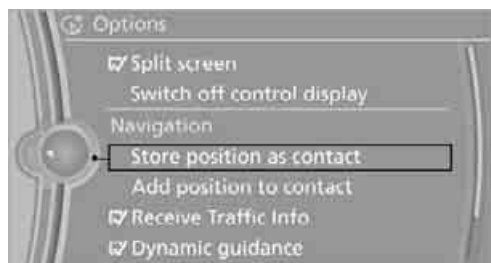 Options
Split screen
Switch off control display
Navigation
Store position as contact
Add position to contact
Receive Traffic Info
Dynamic guidance